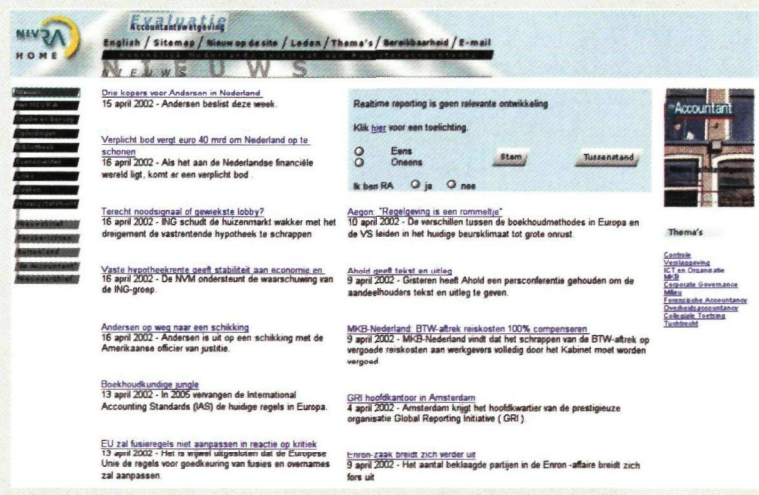 NIVRA
HOME
Evaluatie
Accountantswetgeving
English / Sitemap / Nieuw op de site / Leden / Thema's / Bereikbaarheid / E-mail
NIEUWS
NIEUWS
Drie kopers voor Andersen in Nederland
15 april 2002 - Andersen beslist deze week.
Verplicht bod vergt euro 40 mrd om Nederland op te
schonen
16 april 2002 - Als het aan de Nederlandse financiële
wereld ligt, komt er een verplicht bod .
Terecht noodsignaal of gewiekste lobby?
16 april 2002 - ING schudt de huizenmarkt wakker met het
dreigement de vastrentende hypotheek te schrappen
Vaste hypotheekrente geeft stabiliteit aan economie en
16 april 2002 - De NVM ondersteunt de waarschuwing van
de ING-groep.
Andersen op weg naar een schikking
16 april 2002 - Andersen is uit op een schikking met de
Amerikaanse officier van justitie.
Boekhoudkundige jungle
13 april 2002 - In 2005 vervangen de International
Accounting Standards (IAS) de huidige regels in Europa.
EU zal fusieregels niet aanpassen in reactie op kritiek
13 april 2002 - Het is vrijwel uitgesloten dat de Europese
Unie de regels voor goedkeuring van fusies en overnames
zal aanpassen.
Realtime reporting is geen relevante ontwikkeling
Klik hier voor een toelichting.
Eens
Oneens
Stem
Tussenstand
Ik ben RA ja nee
Aegon: "Regelgeving is een rommeltje"
10 april 2002 - De verschillen tussen de boekhoudmethodes in Europa en
de VS leiden in het huidige beursklimaat tot grote onrust.
Ahold geeft tekst en uitleg
9 april 2002 - Gisteren heeft Ahold een persconferentie gehouden om de
aandeelhouders tekst en uitleg te geven.
MKB-Nederland: BTW-aftrek reiskosten 100% compenseren
9 april 2002 - MKB-Nederland vindt dat het schrappen van de BTW-aftrek op
vergoede reiskosten aan werkgevers volledig door het Kabinet moet worden
vergoed.
GRI hoofdkantoor in Amsterdam
4 april 2002 - Amsterdam krijgt het hoofdkwartier van de prestigieuze
organisatie Global Reporting Initiative ( GRI ).
Enron-zaak breidt zich verder uit
9 april 2002 - Het aantal beklaagde partijen in de Enron -affaire breidt zich
fors uit
de Accountant
Thema's
Controle
Verslaggeving
ICT en Organisatie
MKB
Corporate Governance
Milieu
Forensische Accountancy
Overheidsaccountancy
Collegiale Toetsing
Tuchtrecht